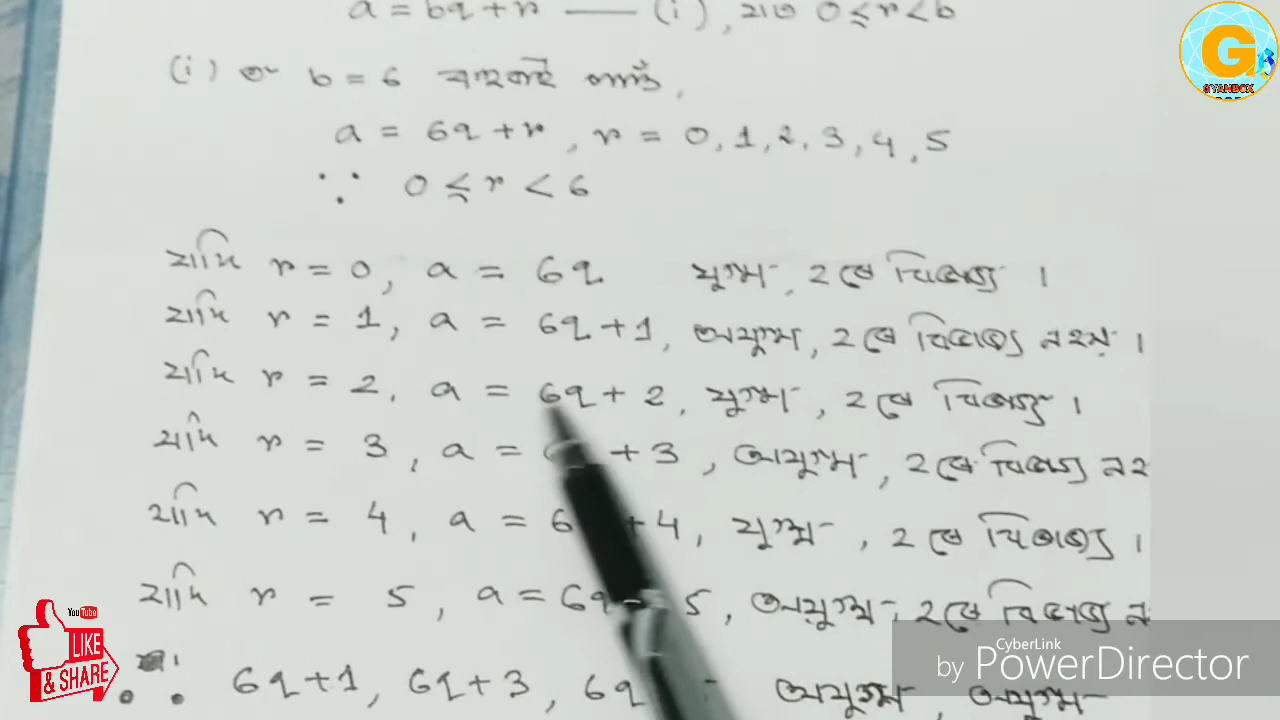 a = bq + r —— (i), য'ত 0 ≤ r < b
(i) ত b = 6 বহুৱাই পাওঁ,
a = 6q + r, r = 0, 1, 2, 3, 4, 5
∵ 0 ≤ r < 6
যদি r = 0, a = 6q যুগ্ম, 2 ৰে বিভাজ্য ।
যদি r = 1, a = 6q + 1, অযুগ্ম, 2 ৰে বিভাজ্য নহয় ।
যদি r = 2, a = 6q + 2, যুগ্ম, 2 ৰে বিভাজ্য ।
যদি r = 3, a = + 3, অযুগ্ম, 2 ৰে বিভাজ্য নহ
যদি r = 4, a = 6 + 4, যুগ্ম, 2 ৰে বিভাজ্য ।
যদি r = 5, a = 6q 5, অযুগ্ম, 2 ৰে বিভাজ্য ন
∴ 6q + 1, 6q + 3, 6q অযুগ্ম, অযুগ্ম
G
GYANBOX
YouTube
LIKE
& SHARE
CyberLink
by PowerDirector